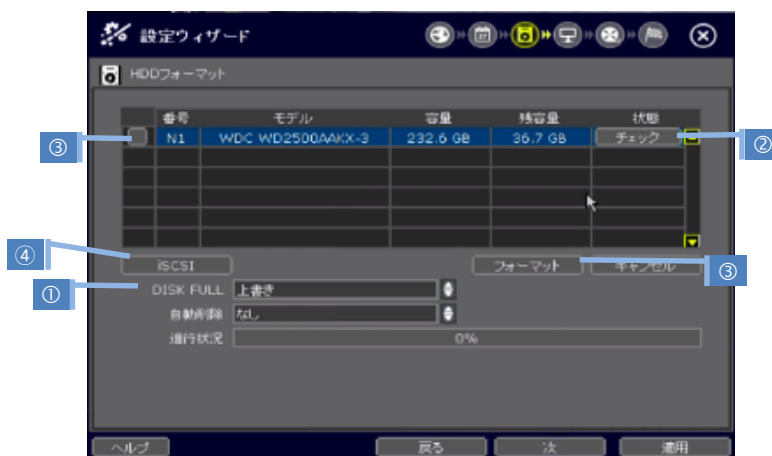 設定ウィザード
HDDフォーマット
番号 モデル 容量 残容量 状態
③ N1 WDC WD2500AAKX-3 232.6 GB 36.7 GB チェック ②
④ iSCSI フォーマット キャンセル ③
① DISK FULL 上書き
自動削除 なし
進行状況 0%
ヘルプ 戻る 次 適用